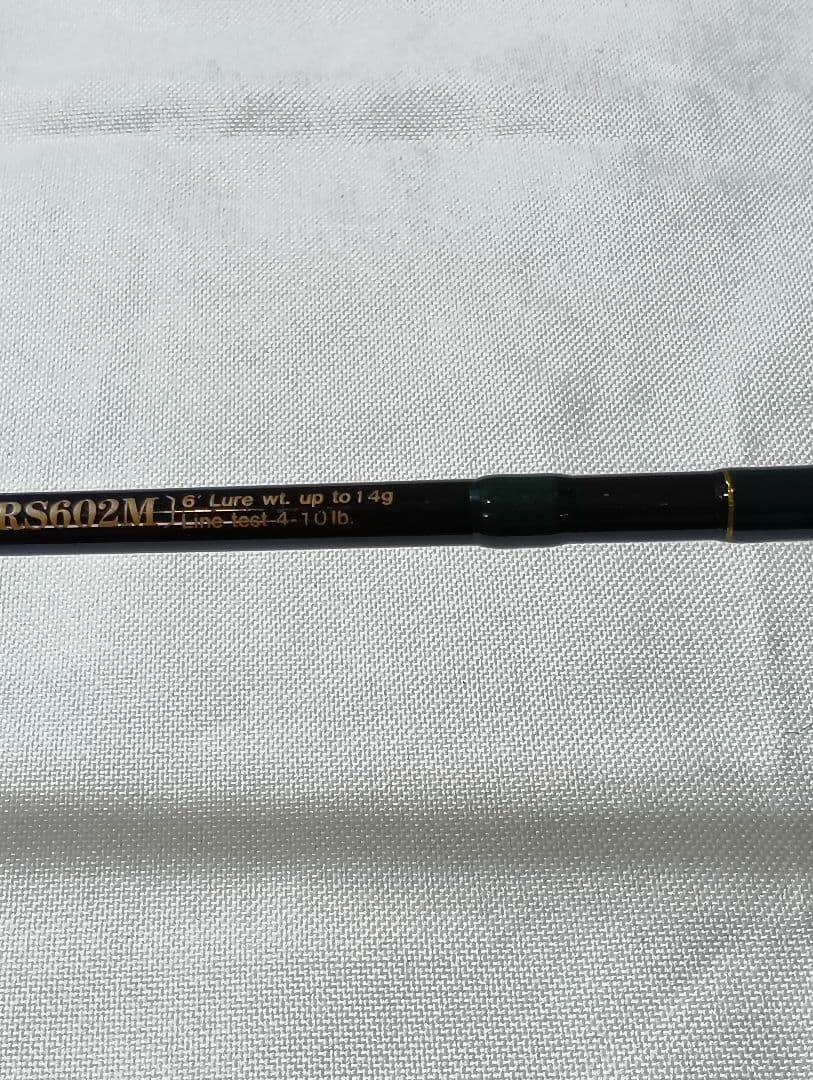 RS602M 6' Lure wt. up to 14g
Line test 4-10lb.